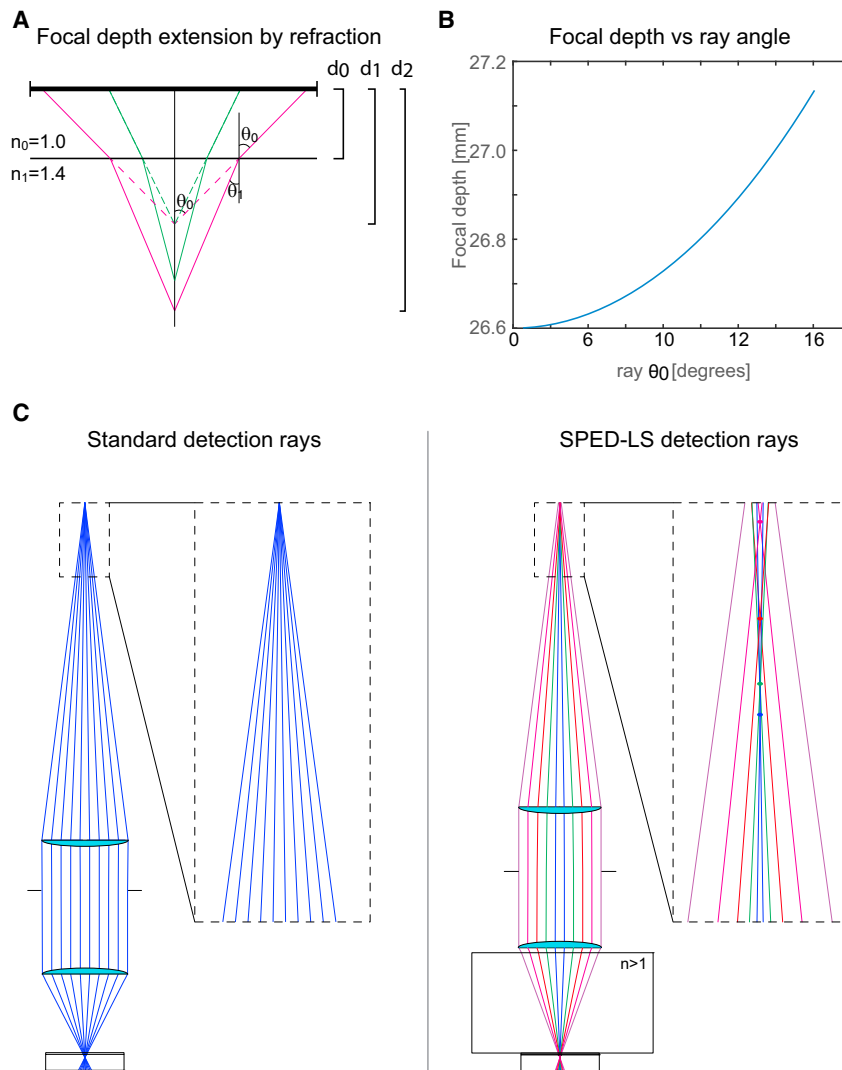 A
Focal depth extension by refraction
d0 d1 d2
n0=1.0
n1=1.4
θ0
θ0
θ1
B
Focal depth vs ray angle
Focal depth [mm]
27.2
27.0
26.8
26.6
0 6 10 12 16
ray θ0 [degrees]
C
Standard detection rays
SPED-LS detection rays
n>1